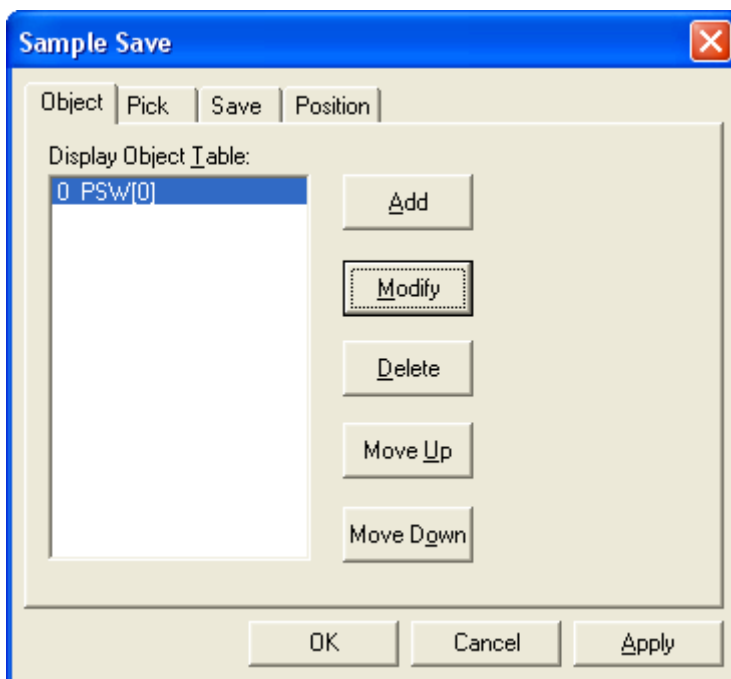 Sample Save
Object Pick Save Position
Display Object Table:
0 PSW[0]
Add
Modify
Delete
Move Up
Move Down
OK Cancel Apply